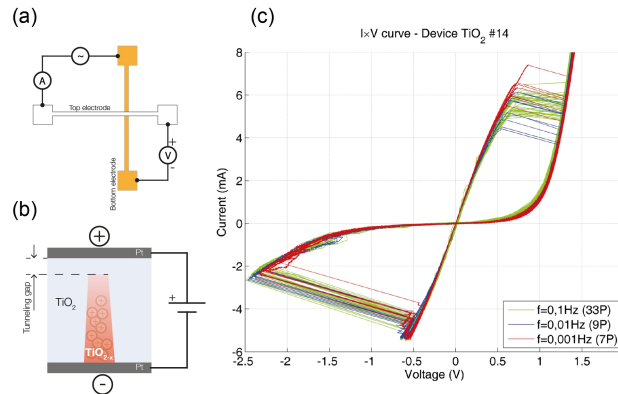 (a)
~
A
Top electrode
Bottom electrode
+
V
-
(b)
+
Pt
Tunneling gap
TiO2
+
TiO2-x
Pt
−
(c)
I×V curve - Device TiO2 #14
Current (mA)
8
6
4
2
0
-2
-4
-6
-2.5
-2
-1.5
-1
-0.5
0
0.5
1
1.5
Voltage (V)
f=0,1Hz (33P)
f=0,01Hz (9P)
f=0,001Hz (7P)